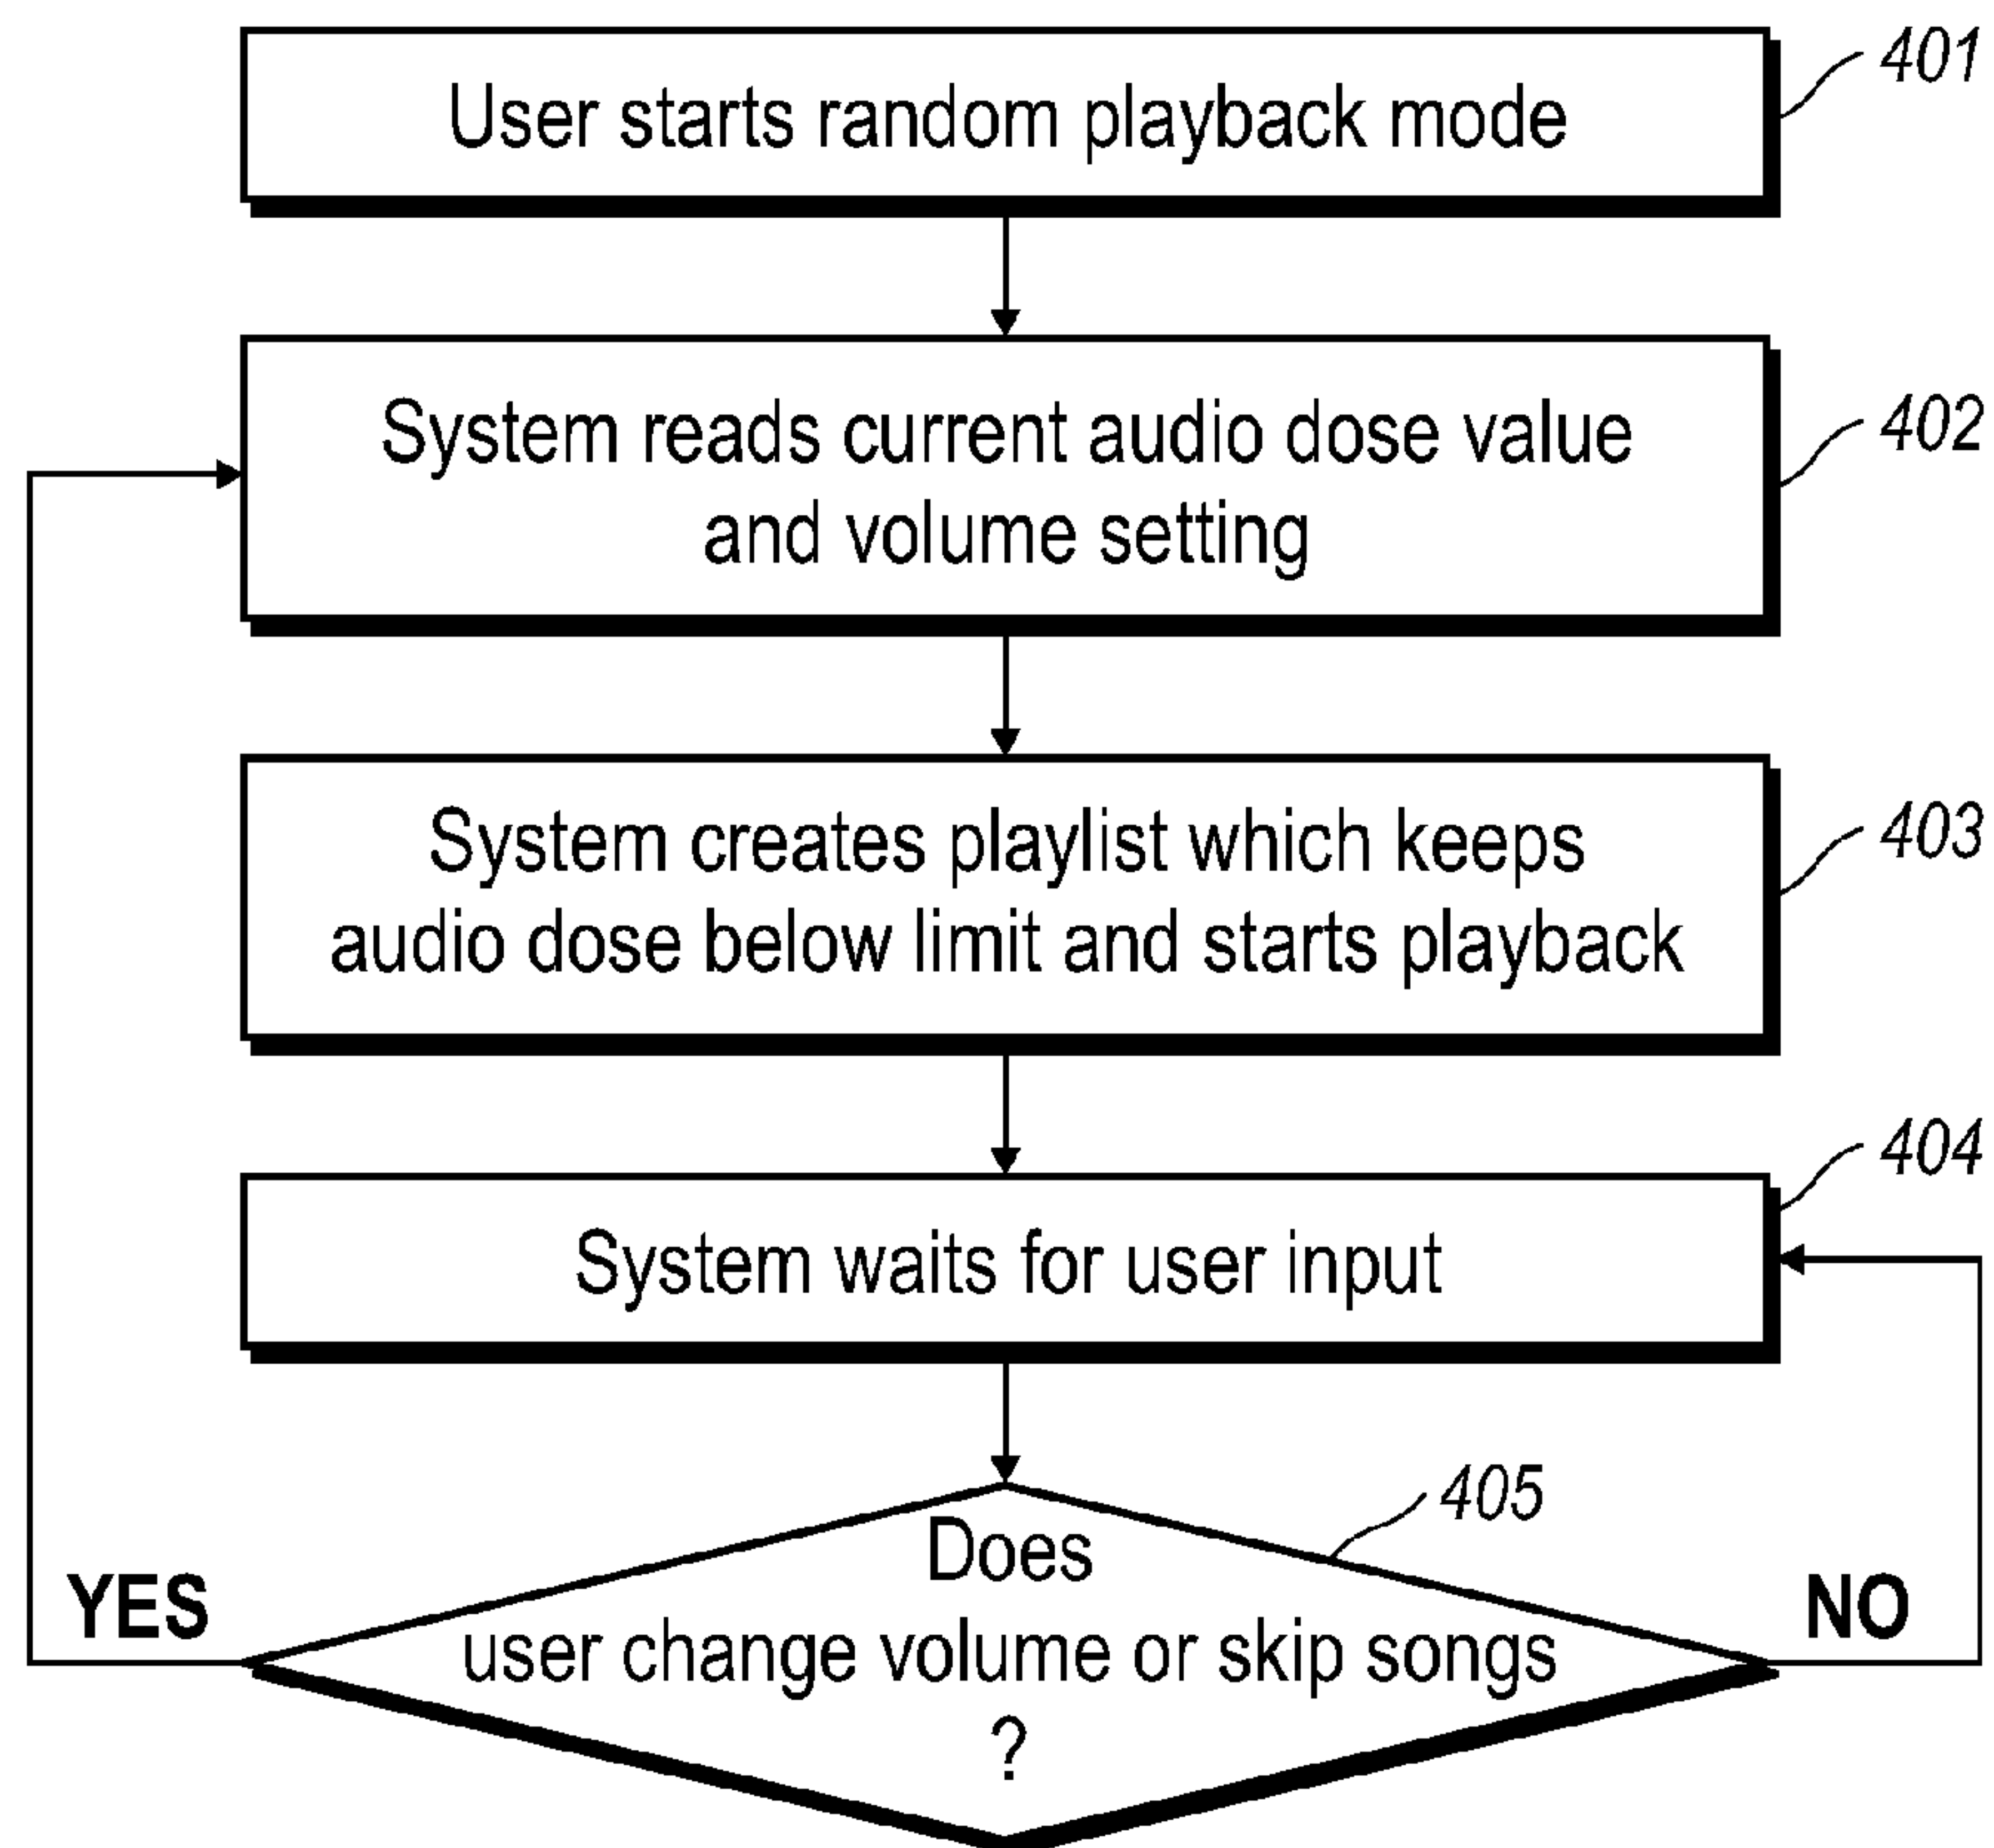 User starts random playback mode
401
System reads current audio dose value
and volume setting
402
System creates playlist which keeps
audio dose below limit and starts playback
403
System waits for user input
404
Does
user change volume or skip songs
?
405
YES
NO